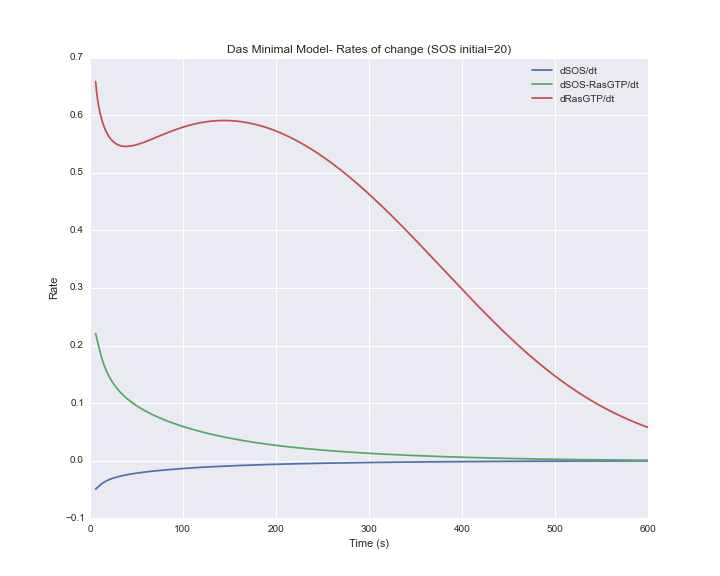 Das Minimal Model- Rates of change (SOS initial=20)
dSOS/dt
dSOS-RasGTP/dt
dRasGTP/dt
0.7
0.6
0.5
0.4
0.3
0.2
0.1
0.0
−0.1
Rate
0 100 200 300 400 500 600
Time (s)